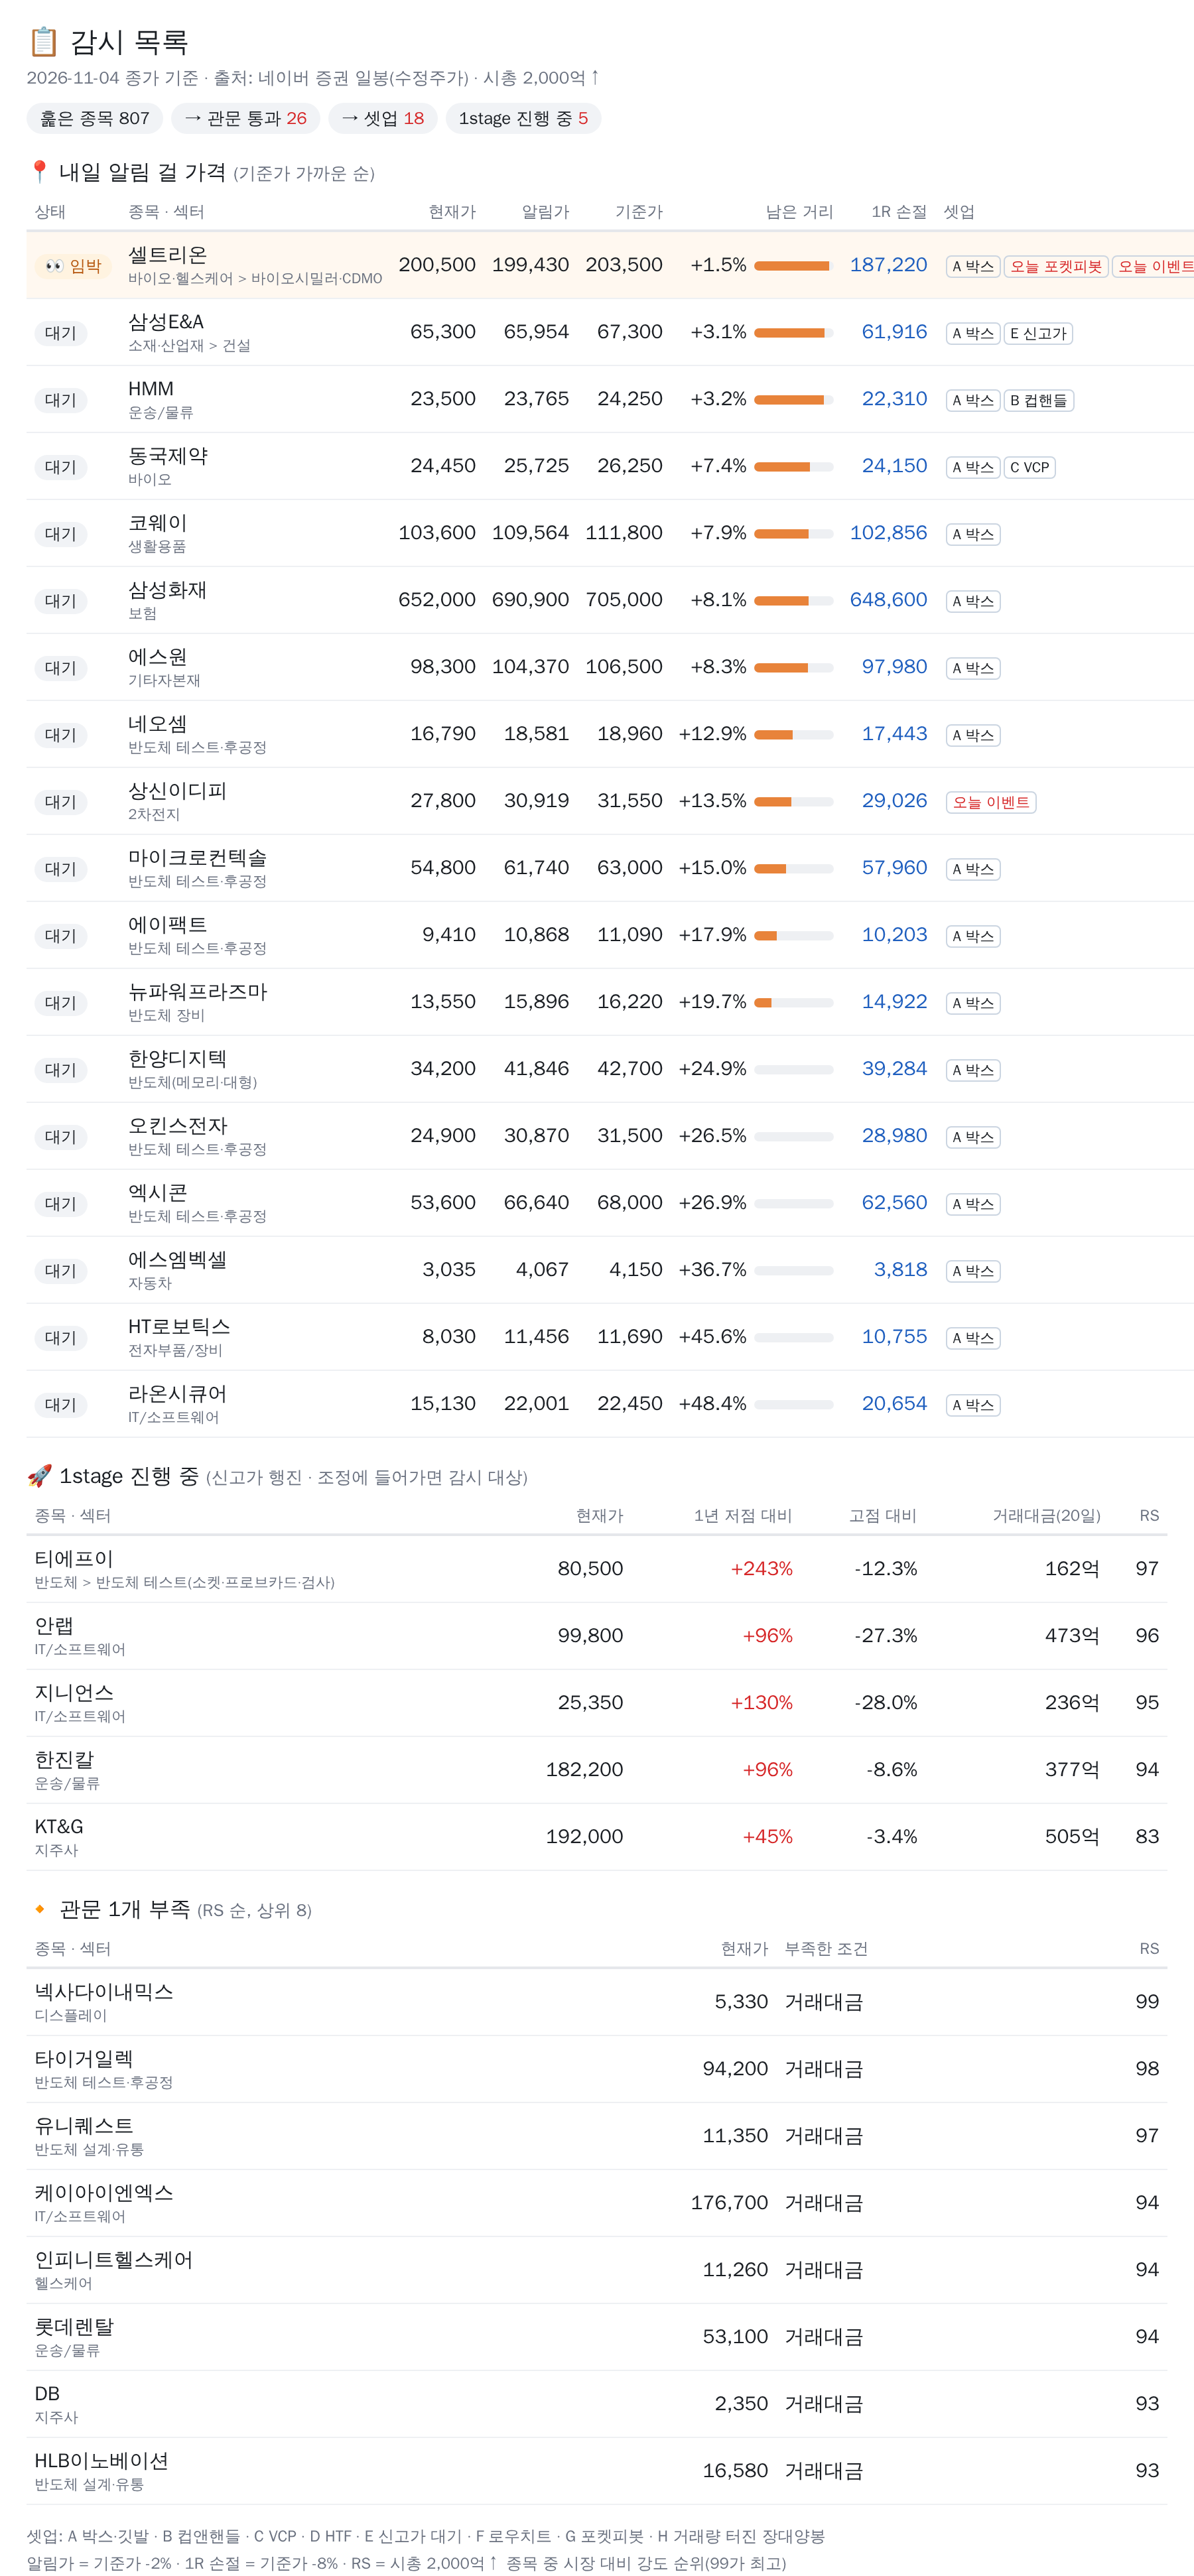 📋 감시 목록
2026-11-04 종가 기준 · 출처: 네이버 증권 일봉(수정주가) · 시총 2,000억↑
훑은 종목 807 → 관문 통과 26 → 셋업 18 1stage 진행 중 5
📍 내일 알림 걸 가격 (기준가 가까운 순)
상태 종목 · 섹터 현재가 알림가 기준가 남은 거리 1R 손절 셋업
👀 임박 셀트리온 200,500 199,430 203,500 +1.5% 187,220 A 박스 오늘 포켓피봇 오늘 이벤트
바이오·헬스케어 > 바이오시밀러·CDMO
대기 삼성E&A 65,300 65,954 67,300 +3.1% 61,916 A 박스 E 신고가
소재·산업재 > 건설
대기 HMM 23,500 23,765 24,250 +3.2% 22,310 A 박스 B 컵핸들
운송/물류
대기 동국제약 24,450 25,725 26,250 +7.4% 24,150 A 박스 C VCP
바이오
대기 코웨이 103,600 109,564 111,800 +7.9% 102,856 A 박스
생활용품
대기 삼성화재 652,000 690,900 705,000 +8.1% 648,600 A 박스
보험
대기 에스원 98,300 104,370 106,500 +8.3% 97,980 A 박스
기타자본재
대기 네오셈 16,790 18,581 18,960 +12.9% 17,443 A 박스
반도체 테스트·후공정
대기 상신이디피 27,800 30,919 31,550 +13.5% 29,026 오늘 이벤트
2차전지
대기 마이크로컨텍솔 54,800 61,740 63,000 +15.0% 57,960 A 박스
반도체 테스트·후공정
대기 에이팩트 9,410 10,868 11,090 +17.9% 10,203 A 박스
반도체 테스트·후공정
대기 뉴파워프라즈마 13,550 15,896 16,220 +19.7% 14,922 A 박스
반도체 장비
대기 한양디지텍 34,200 41,846 42,700 +24.9% 39,284 A 박스
반도체(메모리·대형)
대기 오킨스전자 24,900 30,870 31,500 +26.5% 28,980 A 박스
반도체 테스트·후공정
대기 엑시콘 53,600 66,640 68,000 +26.9% 62,560 A 박스
반도체 테스트·후공정
대기 에스엠벡셀 3,035 4,067 4,150 +36.7% 3,818 A 박스
자동차
대기 HT로보틱스 8,030 11,456 11,690 +45.6% 10,755 A 박스
전자부품/장비
대기 라온시큐어 15,130 22,001 22,450 +48.4% 20,654 A 박스
IT/소프트웨어
🚀 1stage 진행 중 (신고가 행진 · 조정에 들어가면 감시 대상)
종목 · 섹터 현재가 1년 저점 대비 고점 대비 거래대금(20일) RS
티에프이 80,500 +243% -12.3% 162억 97
반도체 > 반도체 테스트(소켓·프로브카드·검사)
안랩 99,800 +96% -27.3% 473억 96
IT/소프트웨어
지니언스 25,350 +130% -28.0% 236억 95
IT/소프트웨어
한진칼 182,200 +96% -8.6% 377억 94
운송/물류
KT&G 192,000 +45% -3.4% 505억 83
지주사
🔸 관문 1개 부족 (RS 순, 상위 8)
종목 · 섹터 현재가 부족한 조건 RS
넥사다이내믹스 5,330 거래대금 99
디스플레이
타이거일렉 94,200 거래대금 98
반도체 테스트·후공정
유니퀘스트 11,350 거래대금 97
반도체 설계·유통
케이아이엔엑스 176,700 거래대금 94
IT/소프트웨어
인피니트헬스케어 11,260 거래대금 94
헬스케어
롯데렌탈 53,100 거래대금 94
운송/물류
DB 2,350 거래대금 93
지주사
HLB이노베이션 16,580 거래대금 93
반도체 설계·유통
셋업: A 박스·깃발 · B 컵앤핸들 · C VCP · D HTF · E 신고가 대기 · F 로우치트 · G 포켓피봇 · H 거래량 터진 장대양봉
알림가 = 기준가 -2% · 1R 손절 = 기준가 -8% · RS = 시총 2,000억↑ 종목 중 시장 대비 강도 순위(99가 최고)